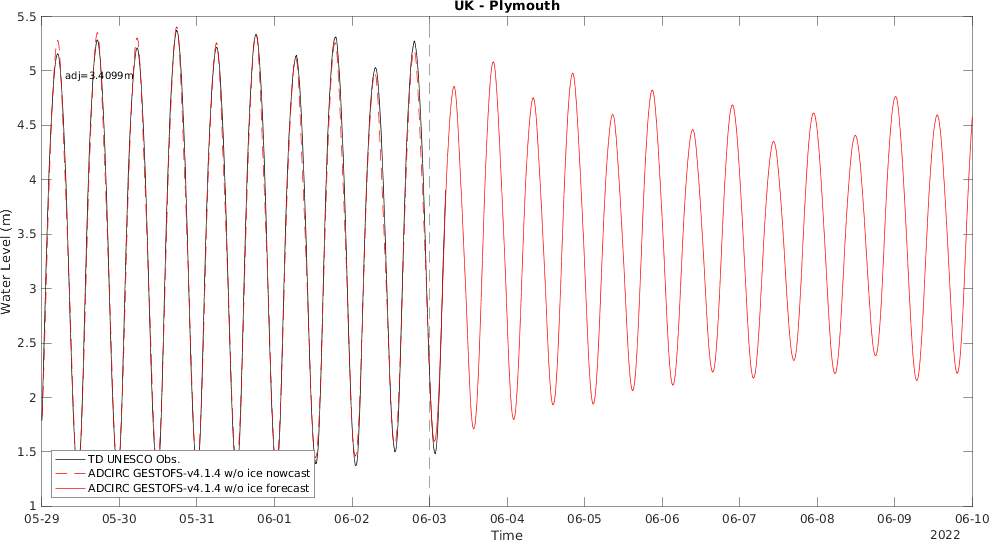 UK - Plymouth
5.5
5
4.5
4
3.5
3
2.5
2
1.5
1
Water Level (m)
adj=3.4099m
TD UNESCO Obs.
ADCIRC GESTOFS-v4.1.4 w/o ice nowcast
ADCIRC GESTOFS-v4.1.4 w/o ice forecast
05-29 05-30 05-31 06-01 06-02 06-03 06-04 06-05 06-06 06-07 06-08 06-09 06-10
Time
2022